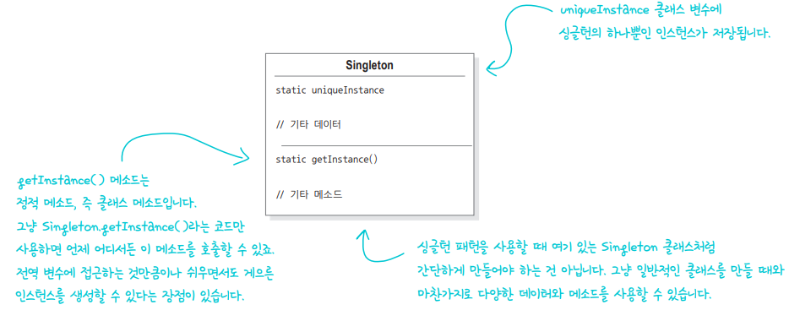 uniqueInstance 클래스 변수에
싱글턴의 하나뿐인 인스턴스가 저장됩니다.
Singleton
static uniqueInstance
// 기타 데이터
static getInstance()
// 기타 메소드
getInstance() 메소드는
정적 메소드, 즉 클래스 메소드입니다.
그냥 Singleton.getInstance()라는 코드만
사용하면 언제 어디서든 이 메소드를 호출할 수 있죠.
전역 변수에 접근하는 것만큼이나 쉬우면서도 게으른
인스턴스를 생성할 수 있다는 장점이 있습니다.
싱글턴 패턴을 사용할 때 여기 있는 Singleton 클래스처럼
간단하게 만들어야 하는 건 아닙니다. 그냥 일반적인 클래스를 만들 때와
마찬가지로 다양한 데이터와 메소드를 사용할 수 있습니다.